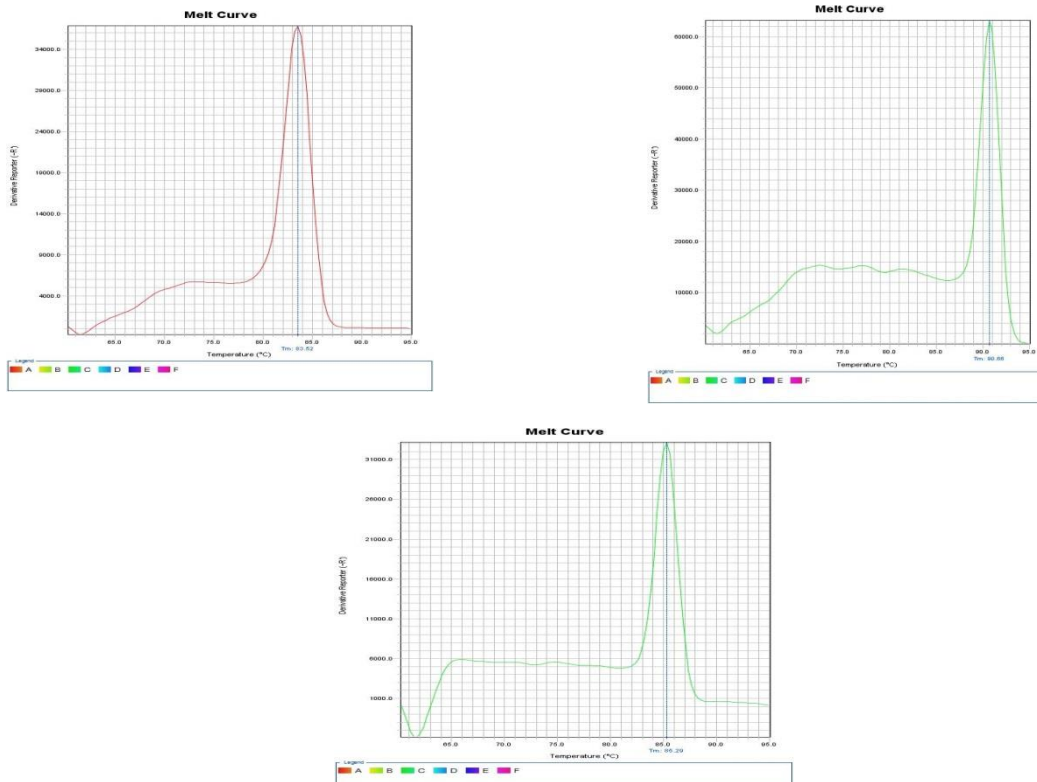 Melt Curve
34000.0
29000.0
24000.0
19000.0
14000.0
9000.0
4000.0
Derivative Reporter (-R')
65.0 70.0 75.0 80.0 85.0 90.0 95.0
Tm: 83.52
Temperature (°C)
Legend
A B C D E F
Melt Curve
60000.0
50000.0
40000.0
30000.0
20000.0
10000.0
Derivative Reporter (-R')
65.0 70.0 75.0 80.0 85.0 90.0 95.0
Tm:
Temperature (°C)
Legend
A B C D E F
Melt Curve
31000.0
26000.0
21000.0
16000.0
11000.0
6000.0
1000.0
Derivative Reporter (-R')
65.0 70.0 75.0 80.0 85.0 90.0 95.0
Tm: 85.29
Temperature (°C)
Legend
A B C D E F